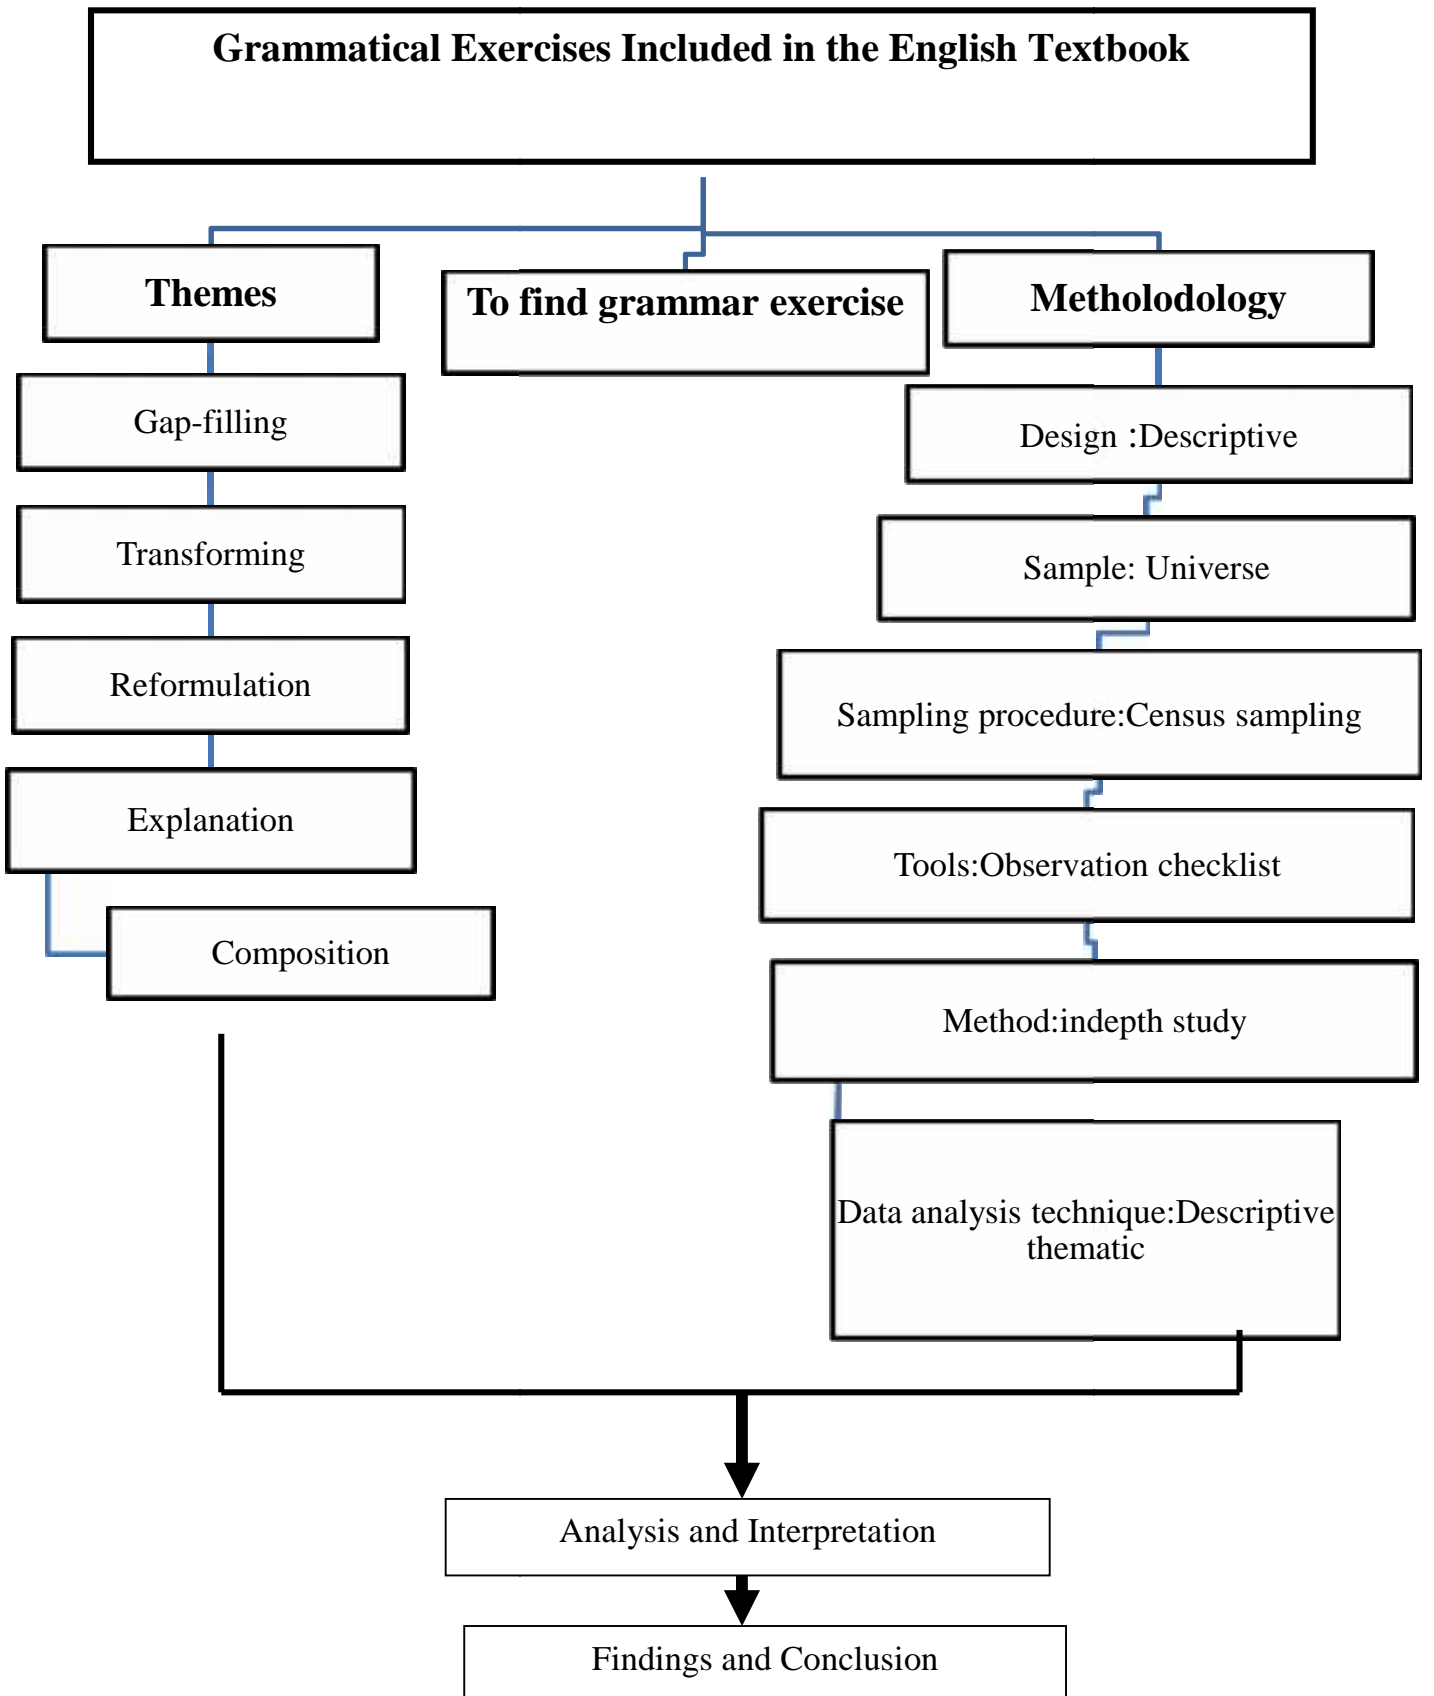 Grammatical Exercises Included in the English Textbook
Themes
To find grammar exercise
Metholodology
Gap-filling
Transforming
Reformulation
Explanation
Composition
Design :Descriptive
Sample: Universe
Sampling procedure:Census sampling
Tools:Observation checklist
Method:indepth study
Data analysis technique:Descriptive
thematic
Analysis and Interpretation
Findings and Conclusion